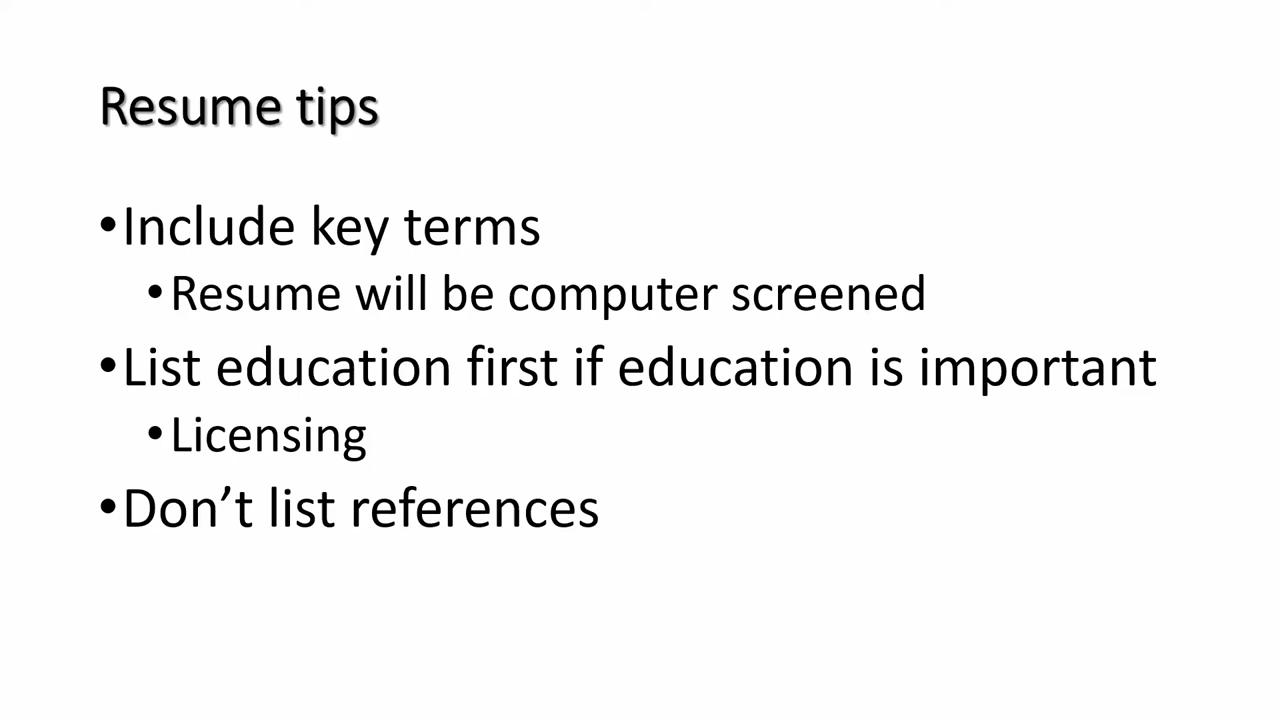 Resume tips
•Include key terms
•Resume will be computer screened
•List education first if education is important
•Licensing
•Don’t list references